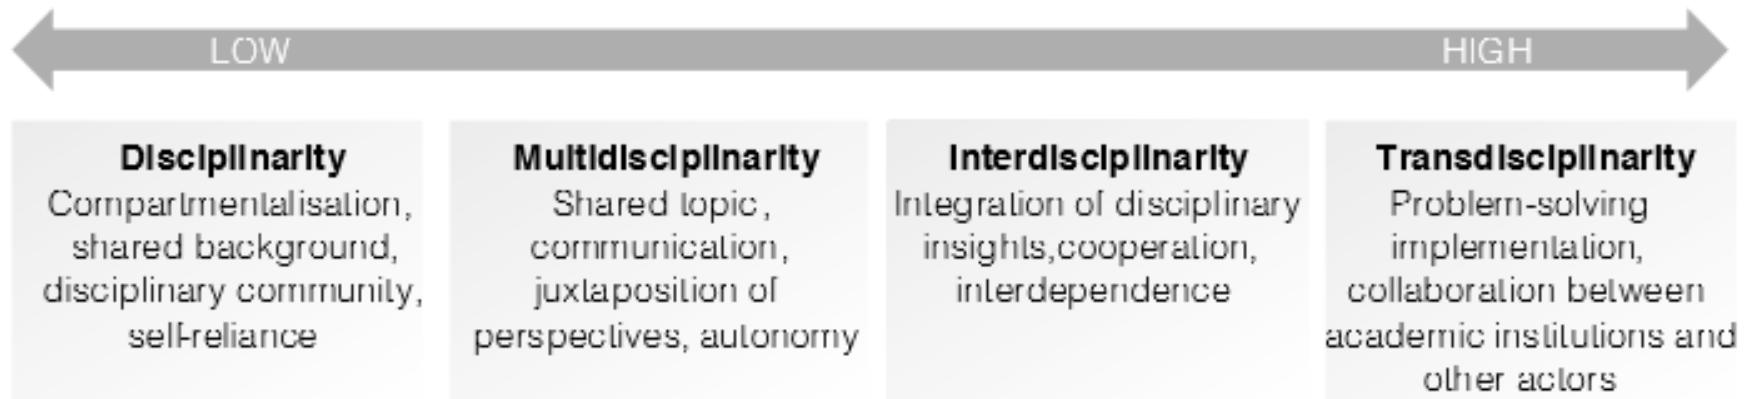 LOW
HIGH
Disciplinarity
Compartmentalisation,
shared background,
disciplinary community,
self-reliance
Multidisciplinarity
Shared topic,
communication,
juxtaposition of
perspectives, autonomy
Interdisciplinarity
Integration of disciplinary
insights,cooperation,
interdependence
Transdisciplinarity
Problem-solving
implementation,
collaboration between
academic institutions and
other actors